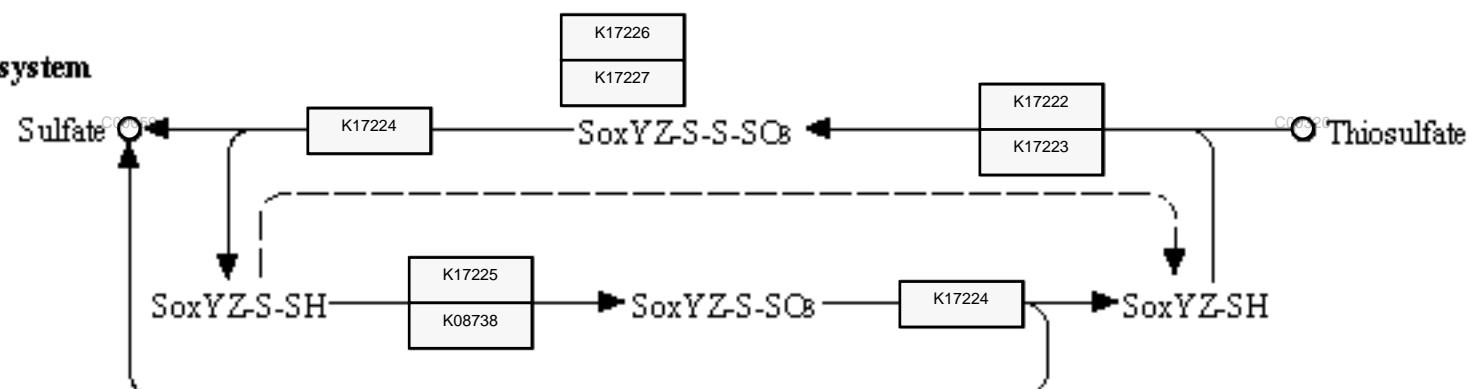 K17226
system
K17227
K17222
Sulfate
K17224
SoxYZ-S-S-SO3
K17223
Thiosulfate
K17225
SoxYZ-S-SH
SoxYZ-S-SO3
K17224
SoxYZ-SH
K08738